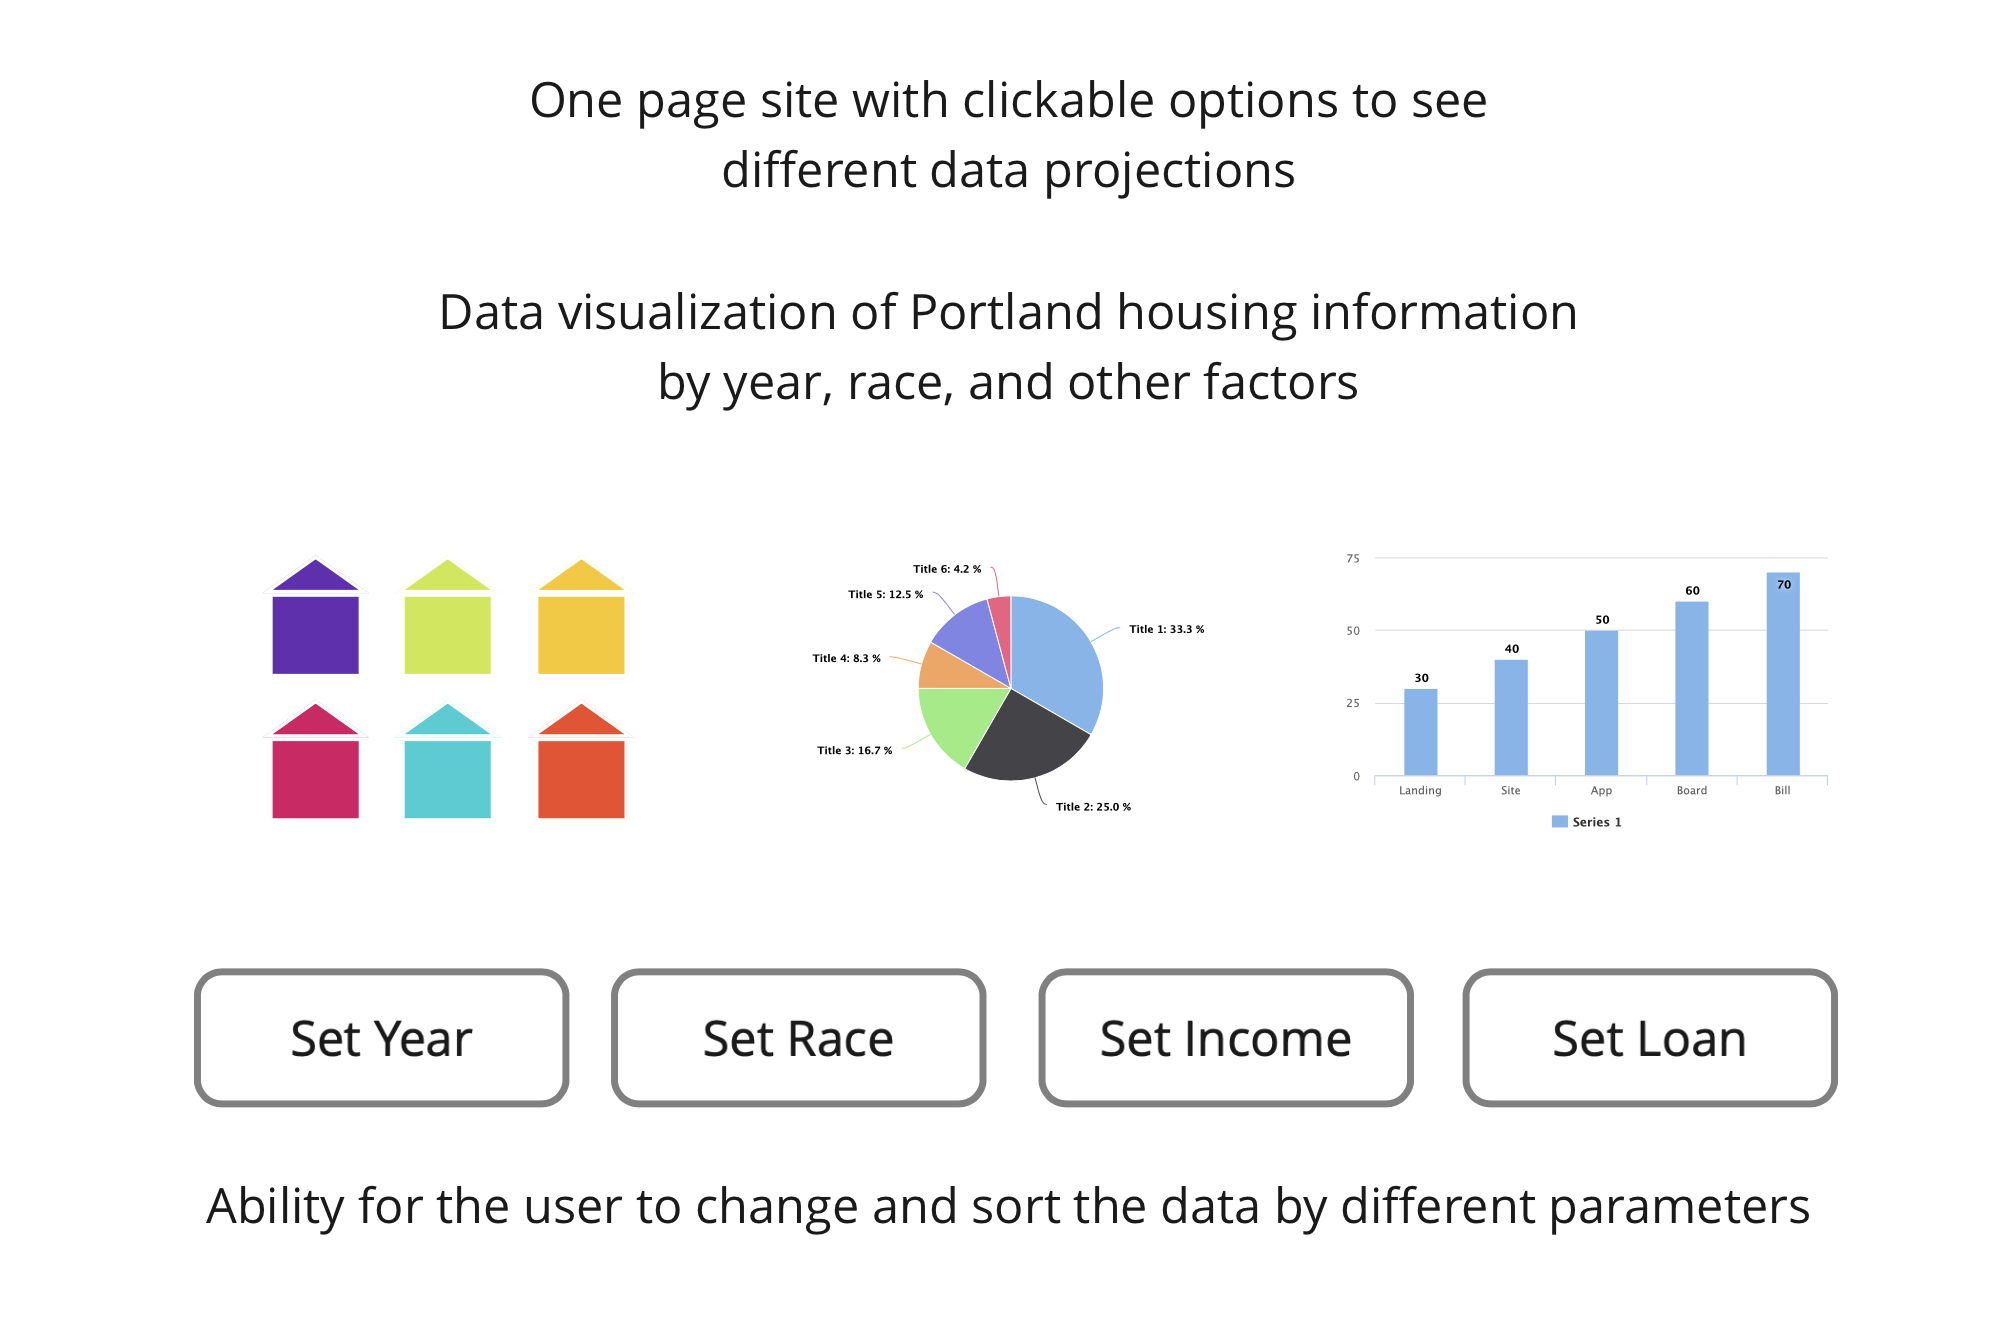 One page site with clickable options to see
different data projections
Data visualization of Portland housing information
by year, race, and other factors
Title 6: 4.2 %
Title 5: 12.5 %
Title 1: 33.3 %
Title 4: 8.3 %
Title 3: 16.7 %
Title 2: 25.0 %
75
70
60
50
50
40
30
25
0
Landing Site App Board Bill
Series 1
Set Year Set Race Set Income Set Loan
Ability for the user to change and sort the data by different parameters